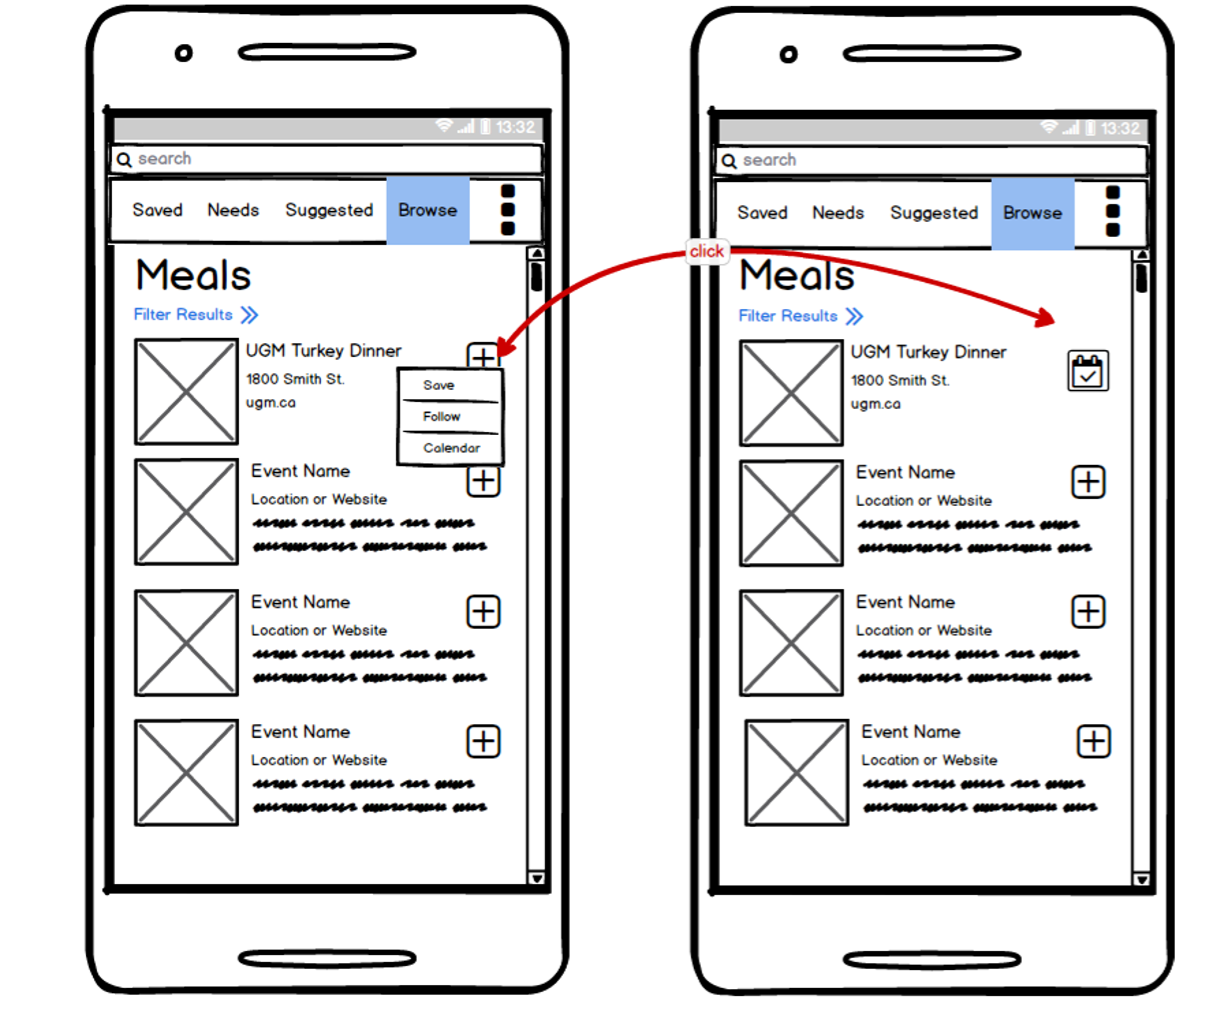 13:32
search
Saved Needs Suggested Browse
Meals
Filter Results
UGM Turkey Dinner
1800 Smith St.
ugm.ca
Save
Follow
Calendar
Event Name
Location or Website
Event Name
Location or Website
Event Name
Location or Website
click
13:32
search
Saved Needs Suggested Browse
Meals
Filter Results
UGM Turkey Dinner
1800 Smith St.
ugm.ca
Event Name
Location or Website
Event Name
Location or Website
Event Name
Location or Website